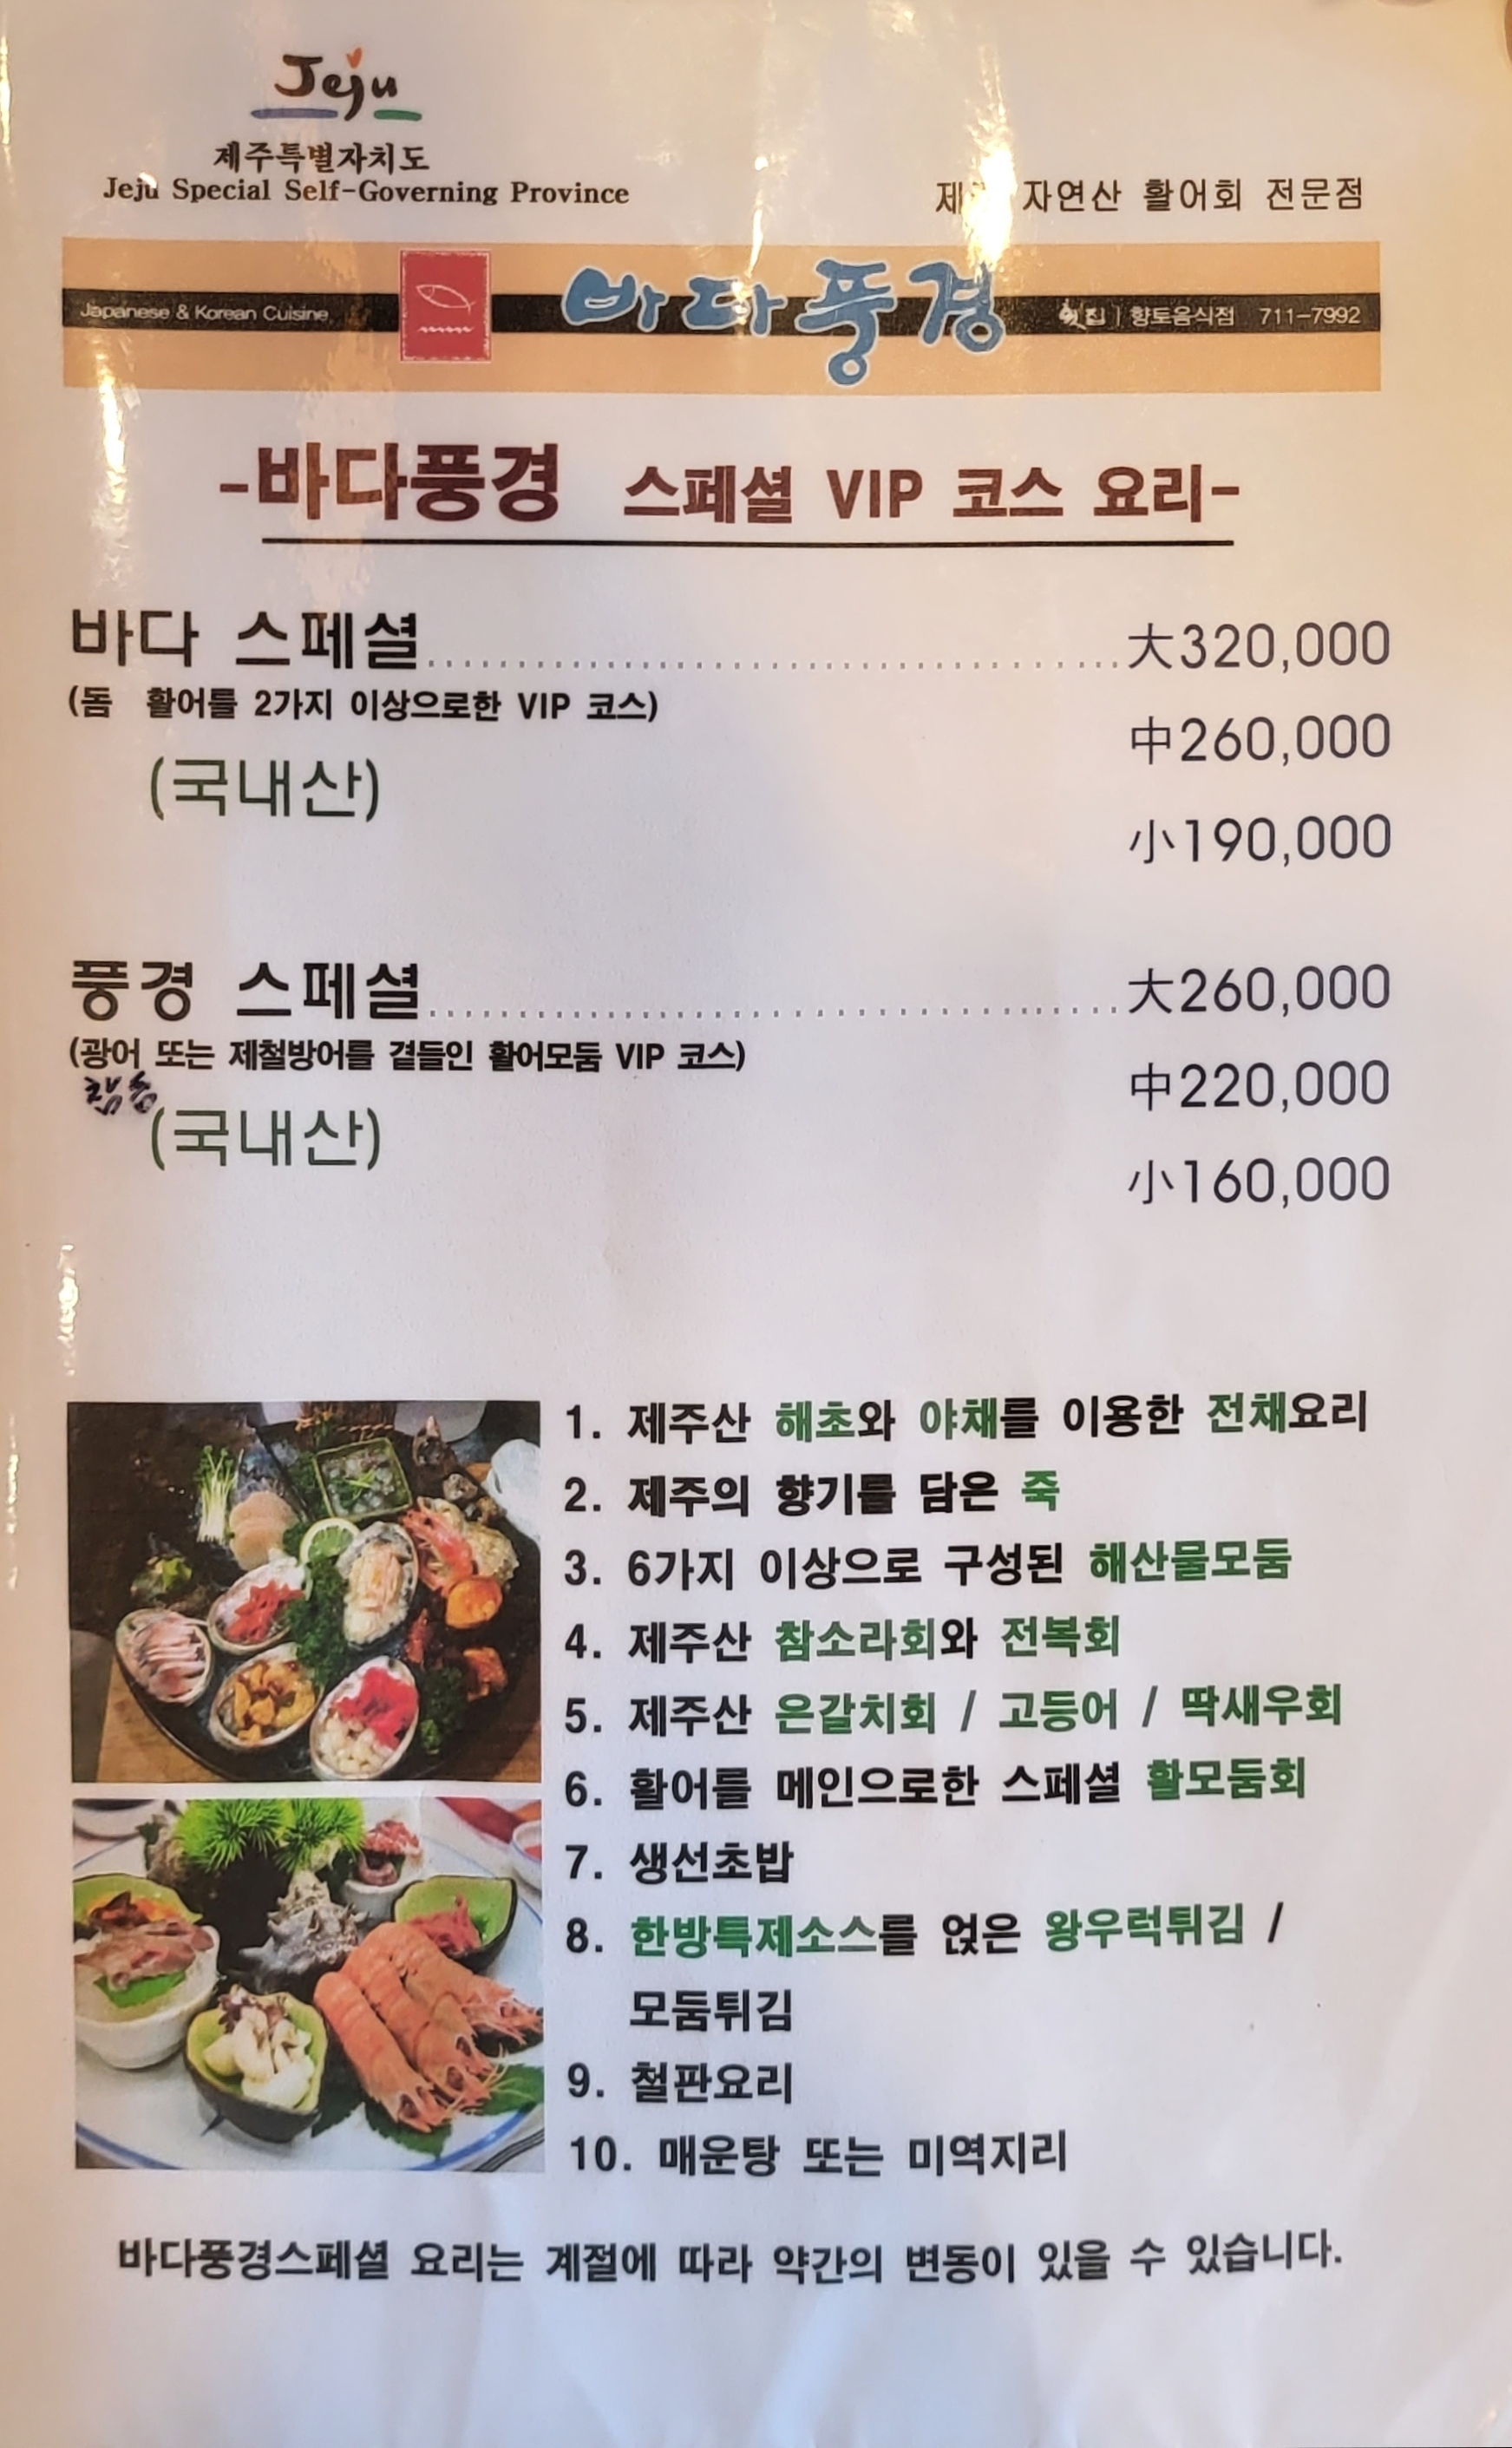 Jeju
제주특별자치도
Jeju Special Self-Governing Province
자연산 활어회 전문점
Japanese & Korean Cuisine
바다풍경
횟집 | 향토음식점 711-7992
-바다풍경 스페셜 VIP 코스 요리-
바다 스페셜 大320,000
(돔 활어를 2가지 이상으로한 VIP 코스)
中260,000
(국내산)
小190,000
풍경 스페셜 大260,000
(광어 또는 제철방어를 곁들인 활어모둠 VIP 코스)
中220,000
(국내산)
小160,000
1. 제주산 해초와 야채를 이용한 전채요리
2. 제주의 향기를 담은 죽
3. 6가지 이상으로 구성된 해산물모둠
4. 제주산 참소라회와 전복회
5. 제주산 은갈치회 / 고등어 / 딱새우회
6. 활어를 메인으로한 스페셜 활모둠회
7. 생선초밥
8. 한방특제소스를 얹은 왕우럭튀김 /
모둠튀김
9. 철판요리
10. 매운탕 또는 미역지리
바다풍경스페셜 요리는 계절에 따라 약간의 변동이 있을 수 있습니다.